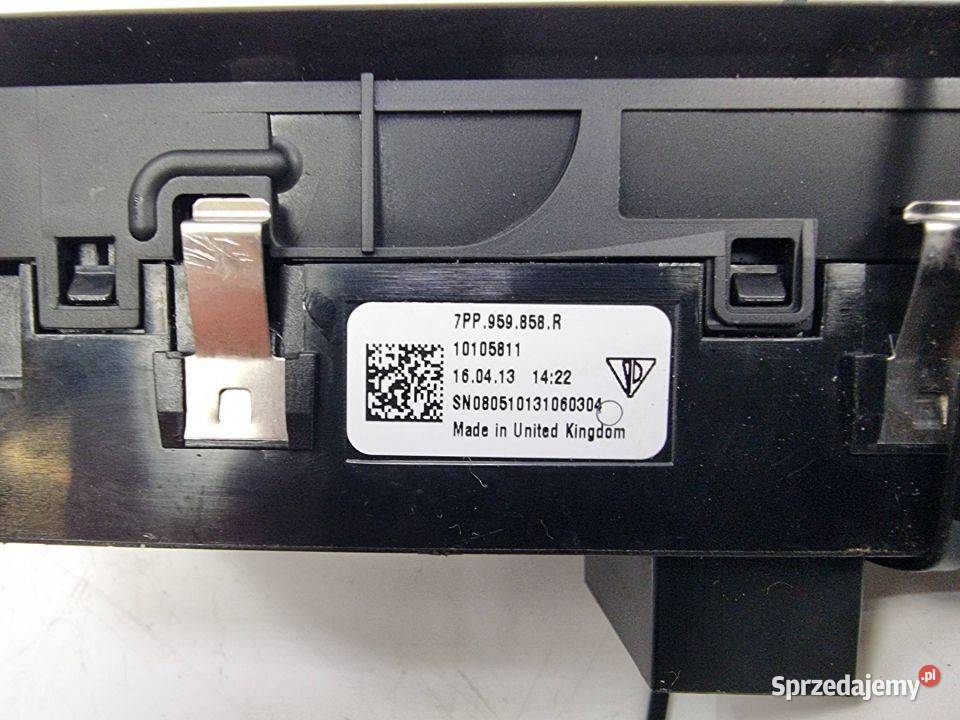 7PP.959.858.R
10105811
16.04.13 14:22
SN080510131060304
Made in United Kingdom
Sprzedajemy.pl